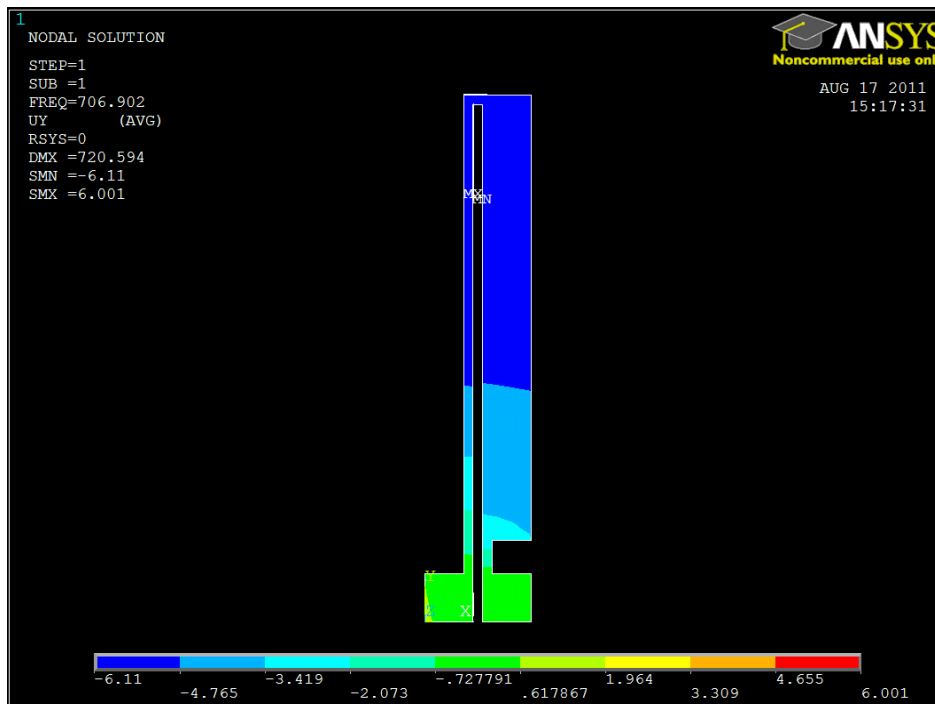 1
NODAL SOLUTION
STEP=1
SUB =1
FREQ=706.902
UY (AVG)
RSYS=0
DMX =720.594
SMN =-6.11
SMX =6.001
ANSYS
Noncommercial use onl
AUG 17 2011
15:17:31
MX
MN
Y
Z
X
-6.11 -3.419 -.727791 1.964 4.655
-4.765 -2.073 .617867 3.309 6.001